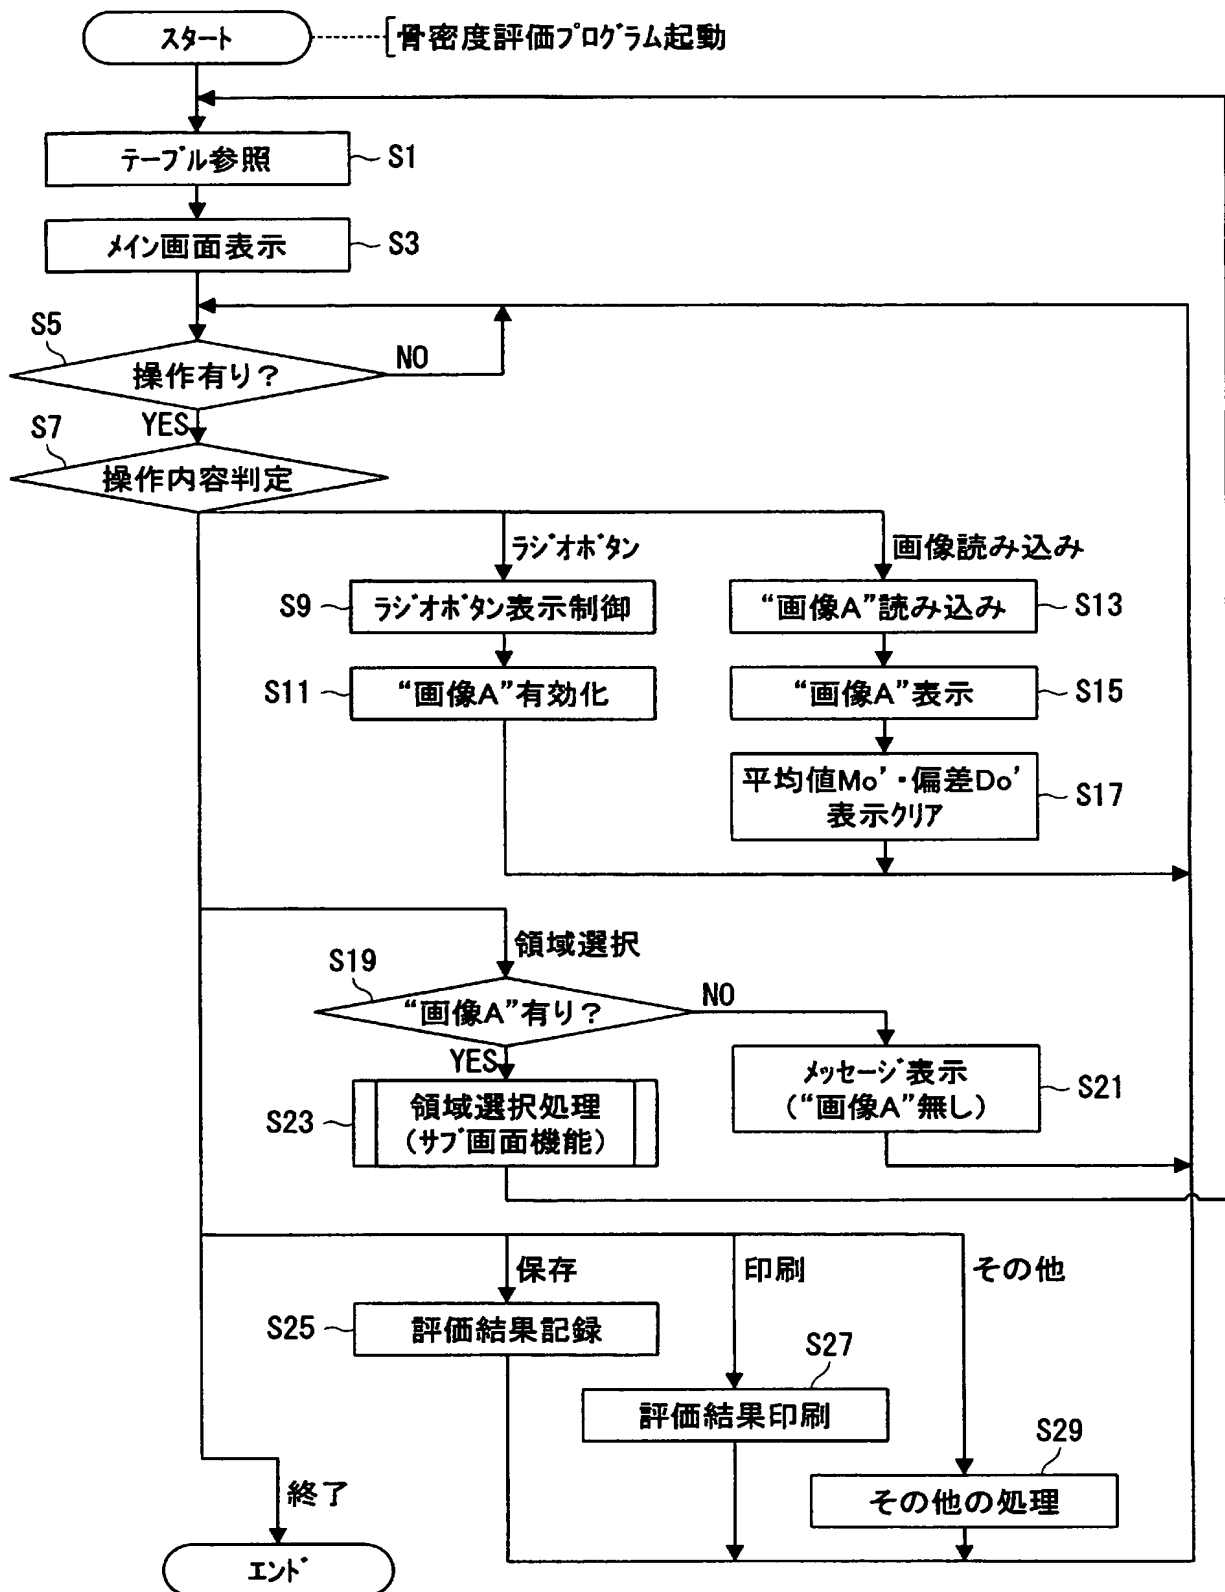 スタート
骨密度評価プログラム起動
テーブル参照
S1
メイン画面表示
S3
S5
操作有り？
NO
YES
S7
操作内容判定
ラジオボタン
画像読み込み
S9
ラジオボタン表示制御
“画像A”読み込み
S13
S11
“画像A”有効化
“画像A”表示
S15
平均値Mo’・偏差Do’
表示クリア
S17
領域選択
S19
“画像A”有り？
NO
YES
S23
領域選択処理
(サブ画面機能)
メッセージ表示
(“画像A”無し)
S21
保存
印刷
その他
S25
評価結果記録
S27
評価結果印刷
S29
その他の処理
終了
エンド